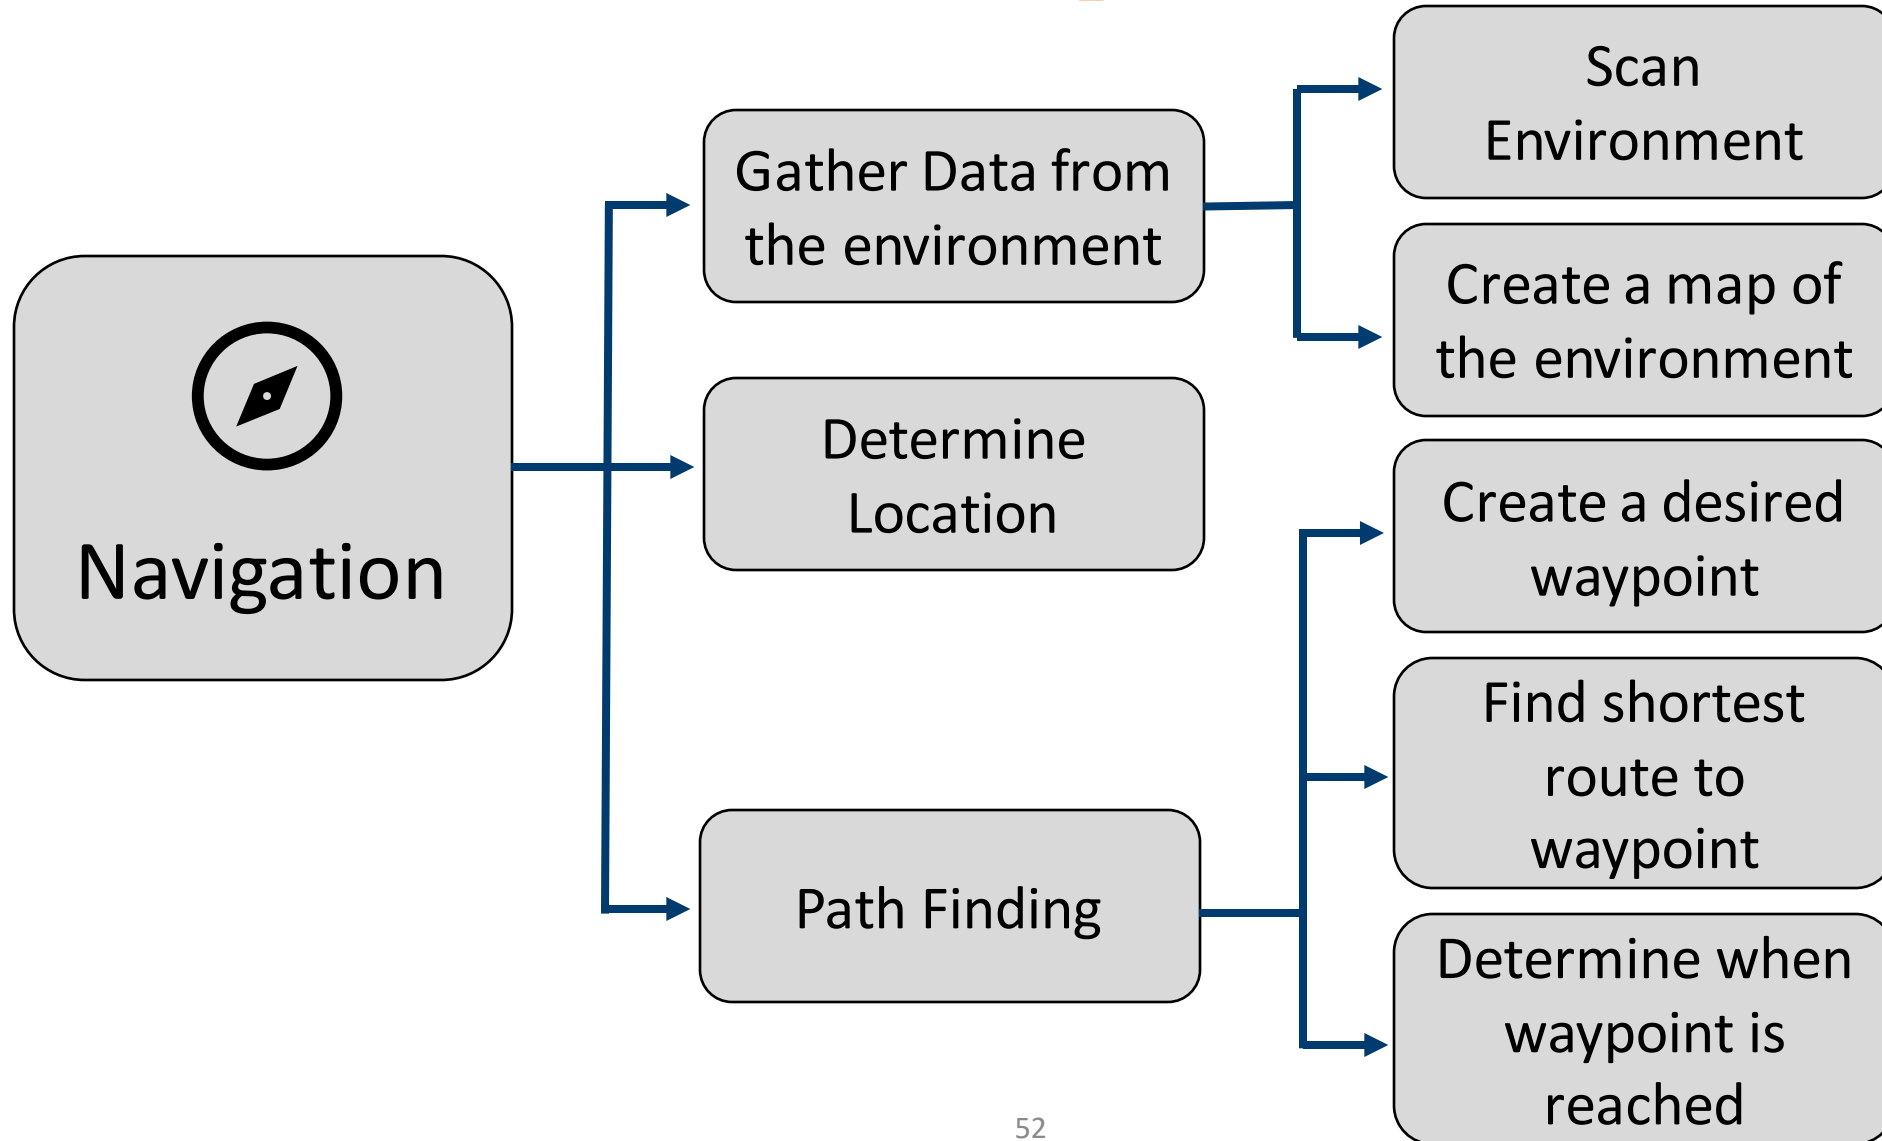 Navigation
Gather Data from
the environment
Determine
Location
Path Finding
Scan
Environment
Create a map of
the environment
Create a desired
waypoint
Find shortest
route to
waypoint
Determine when
waypoint is
reached
52